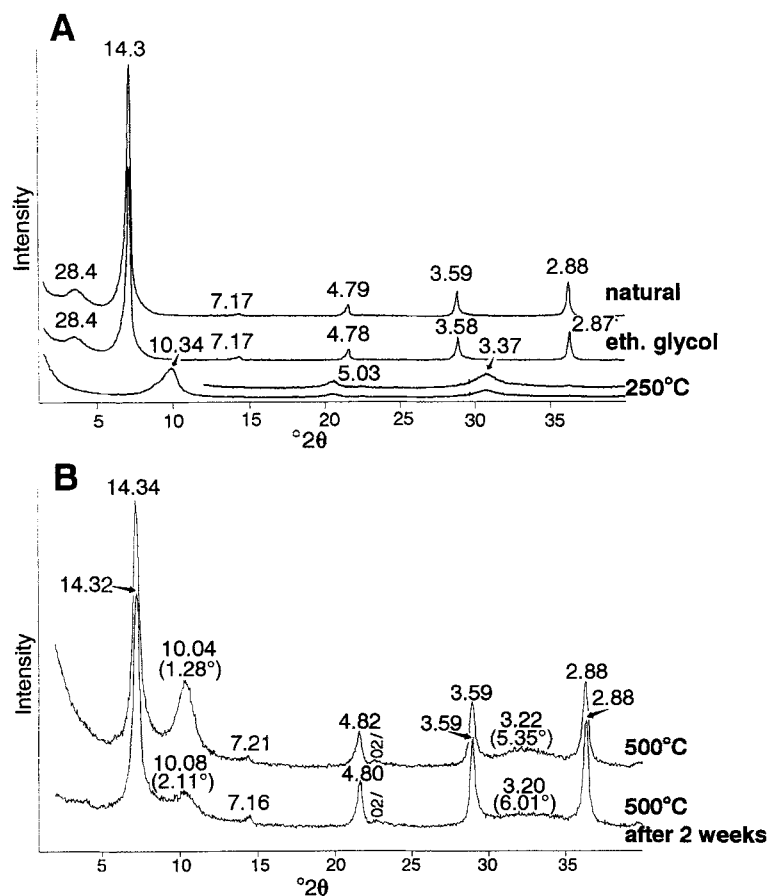 A
14.3
Intensity
28.4
7.17
4.79
3.59
2.88
natural
28.4
7.17
4.78
3.58
2.87
eth. glycol
10.34
5.03
3.37
250°C
5 10 15 20 25 30 35
°2θ
B
14.34
14.32
Intensity
10.04
(1.28°)
7.21
4.82
02/
3.59
3.59
3.22
(5.35°)
2.88
2.88
500°C
10.08
(2.11°)
7.16
4.80
02/
3.20
(6.01°)
500°C
after 2 weeks
5 10 15 20 25 30 35
°2θ